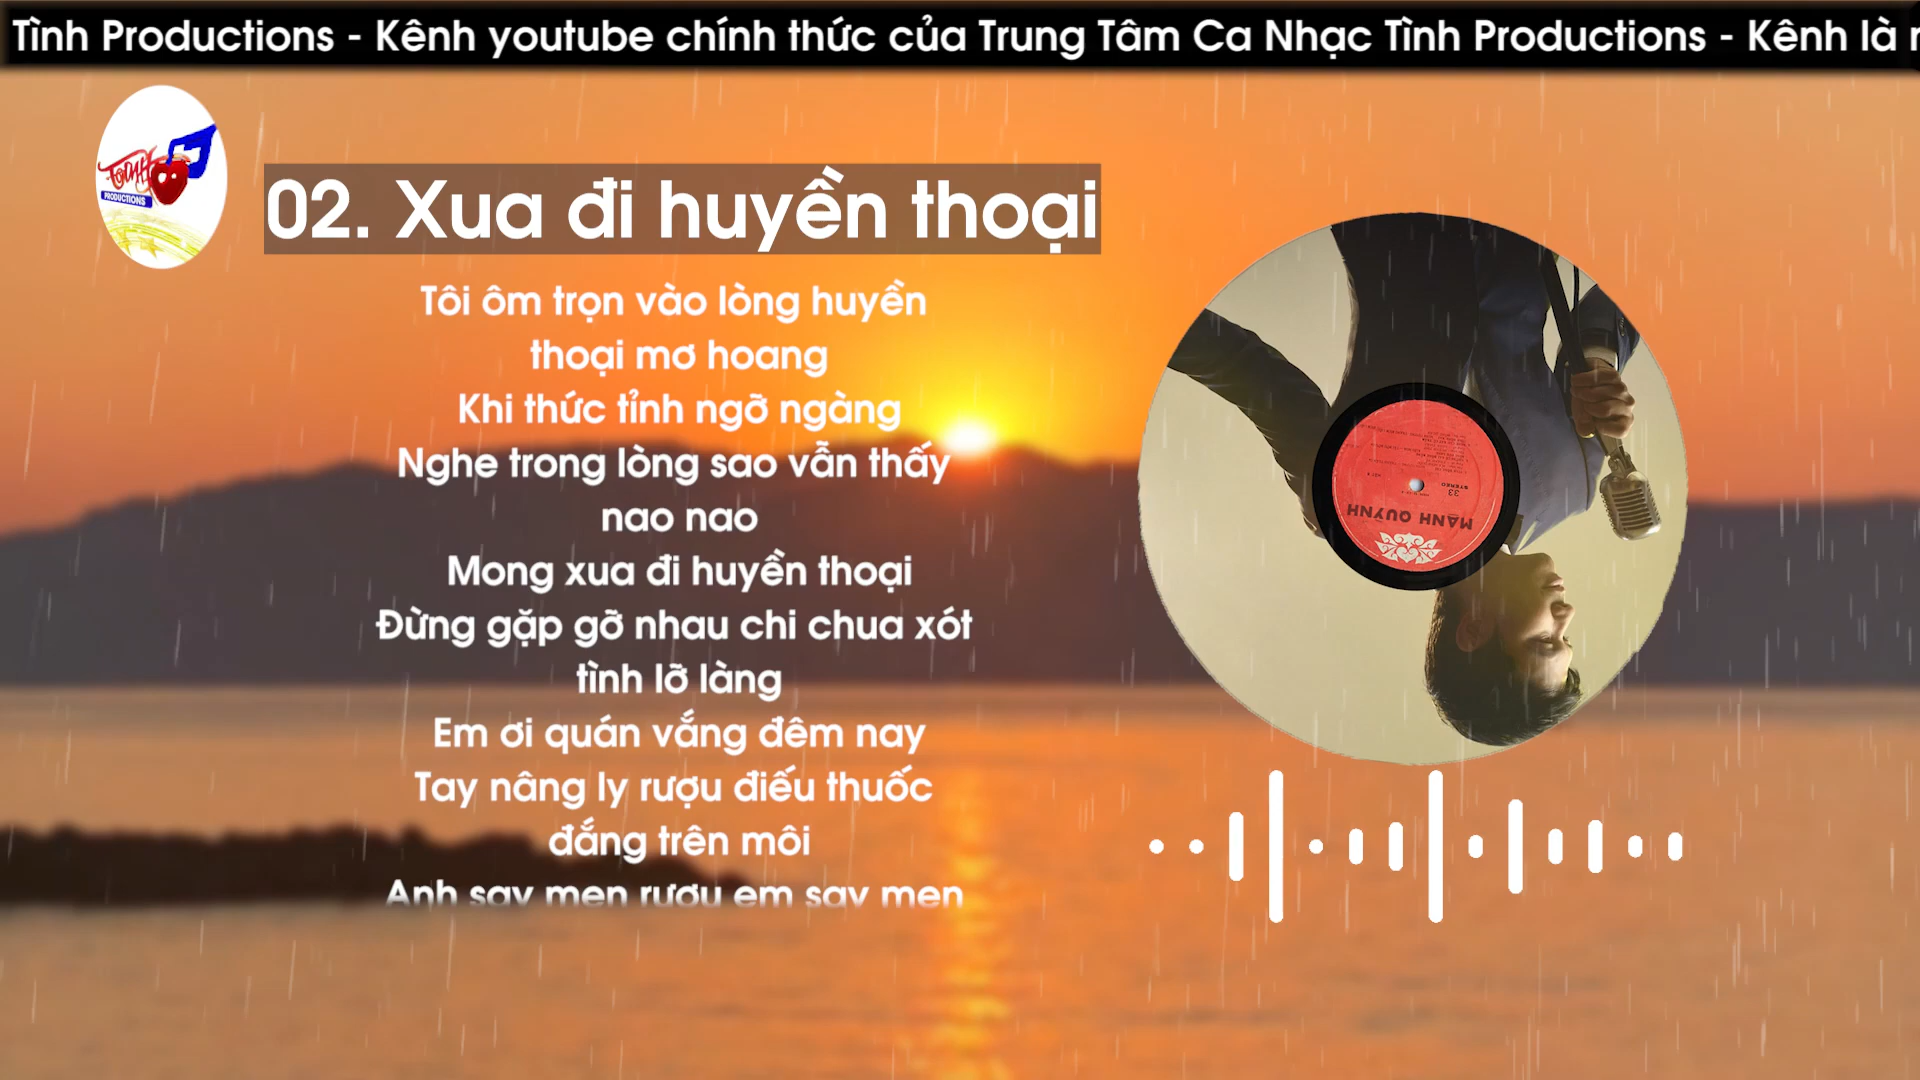 Tình Productions - Kênh youtube chính thức của Trung Tâm Ca Nhạc Tình Productions - Kênh là
PRODUCTIONS
02. Xua đi huyền thoại
Tôi ôm trọn vào lòng huyền
thoại mơ hoang
Khi thức tỉnh ngỡ ngàng
Nghe trong lòng sao vẫn thấy
nao nao
Mong xua đi huyền thoại
Đừng gặp gỡ nhau chi chua xót
tình lỡ làng
Em ơi quán vắng đêm nay
Tay nâng ly rượu điếu thuốc
đắng trên môi
Anh say men rượu em say men
33
STEREO
MẠNH QUỲNH